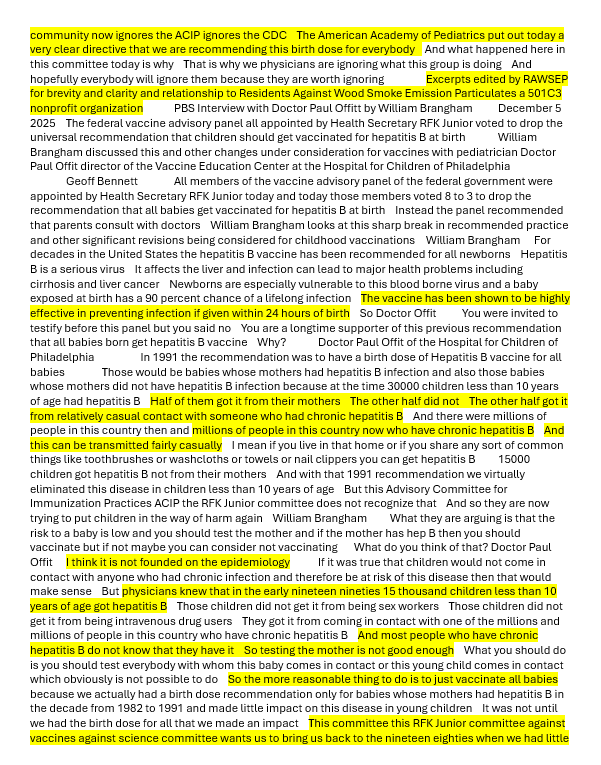 community now ignores the ACIP ignores the CDC The American Academy of Pediatrics put out today a
very clear directive that we are recommending this birth dose for everybody And what happened here in
this committee today is why That is why we physicians are ignoring what this group is doing And
hopefully everybody will ignore them because they are worth ignoring Excerpts edited by RAWSEP
for brevity and clarity and relationship to Residents Against Wood Smoke Emission Particulates a 501C3
nonprofit organization PBS Interview with Doctor Paul Offitt by William Brangham December 5
2025 The federal vaccine advisory panel all appointed by Health Secretary RFK Junior voted to drop the
universal recommendation that children should get vaccinated for hepatitis B at birth William
Brangham discussed this and other changes under consideration for vaccines with pediatrician Doctor
Paul Offit director of the Vaccine Education Center at the Hospital for Children of Philadelphia
Geoff Bennett All members of the vaccine advisory panel of the federal government were
appointed by Health Secretary RFK Junior today and today those members voted 8 to 3 to drop the
recommendation that all babies get vaccinated for hepatitis B at birth Instead the panel recommended
that parents consult with doctors William Brangham looks at this sharp break in recommended practice
and other significant revisions being considered for childhood vaccinations William Brangham For
decades in the United States the hepatitis B vaccine has been recommended for all newborns Hepatitis
B is a serious virus It affects the liver and infection can lead to major health problems including
cirrhosis and liver cancer Newborns are especially vulnerable to this blood borne virus and a baby
exposed at birth has a 90 percent chance of a lifelong infection The vaccine has been shown to be highly
effective in preventing infection if given within 24 hours of birth So Doctor Offit You were invited to
testify before this panel but you said no You are a longtime supporter of this previous recommendation
that all babies born get hepatitis B vaccine Why? Doctor Paul Offit of the Hospital for Children of
Philadelphia In 1991 the recommendation was to have a birth dose of Hepatitis B vaccine for all
babies Those would be babies whose mothers had hepatitis B infection and also those babies
whose mothers did not have hepatitis B infection because at the time 30000 children less than 10 years
of age had hepatitis B Half of them got it from their mothers The other half did not The other half got it
from relatively casual contact with someone who had chronic hepatitis B And there were millions of
people in this country then and millions of people in this country now who have chronic hepatitis B And
this can be transmitted fairly casually I mean if you live in that home or if you share any sort of common
things like toothbrushes or washcloths or towels or nail clippers you can get hepatitis B 15000
children got hepatitis B not from their mothers And with that 1991 recommendation we virtually
eliminated this disease in children less than 10 years of age But this Advisory Committee for
Immunization Practices ACIP the RFK Junior committee does not recognize that And so they are now
trying to put children in the way of harm again William Brangham What they are arguing is that the
risk to a baby is low and you should test the mother and if the mother has hep B then you should
vaccinate but if not maybe you can consider not vaccinating What do you think of that? Doctor Paul
Offit I think it is not founded on the epidemiology If it was true that children would not come in
contact with anyone who had chronic infection and therefore be at risk of this disease then that would
make sense But physicians knew that in the early nineteen nineties 15 thousand children less than 10
years of age got hepatitis B Those children did not get it from being sex workers Those children did not
get it from being intravenous drug users They got it from coming in contact with one of the millions and
millions of people in this country who have chronic hepatitis B And most people who have chronic
hepatitis B do not know that they have it So testing the mother is not good enough What you should do
is you should test everybody with whom this baby comes in contact or this young child comes in contact
which obviously is not possible to do So the more reasonable thing to do is to just vaccinate all babies
because we actually had a birth dose recommendation only for babies whose mothers had hepatitis B in
the decade from 1982 to 1991 and made little impact on this disease in young children It was not until
we had the birth dose for all that we made an impact This committee this RFK Junior committee against
vaccines against science committee wants us to bring us back to the nineteen eighties when we had little